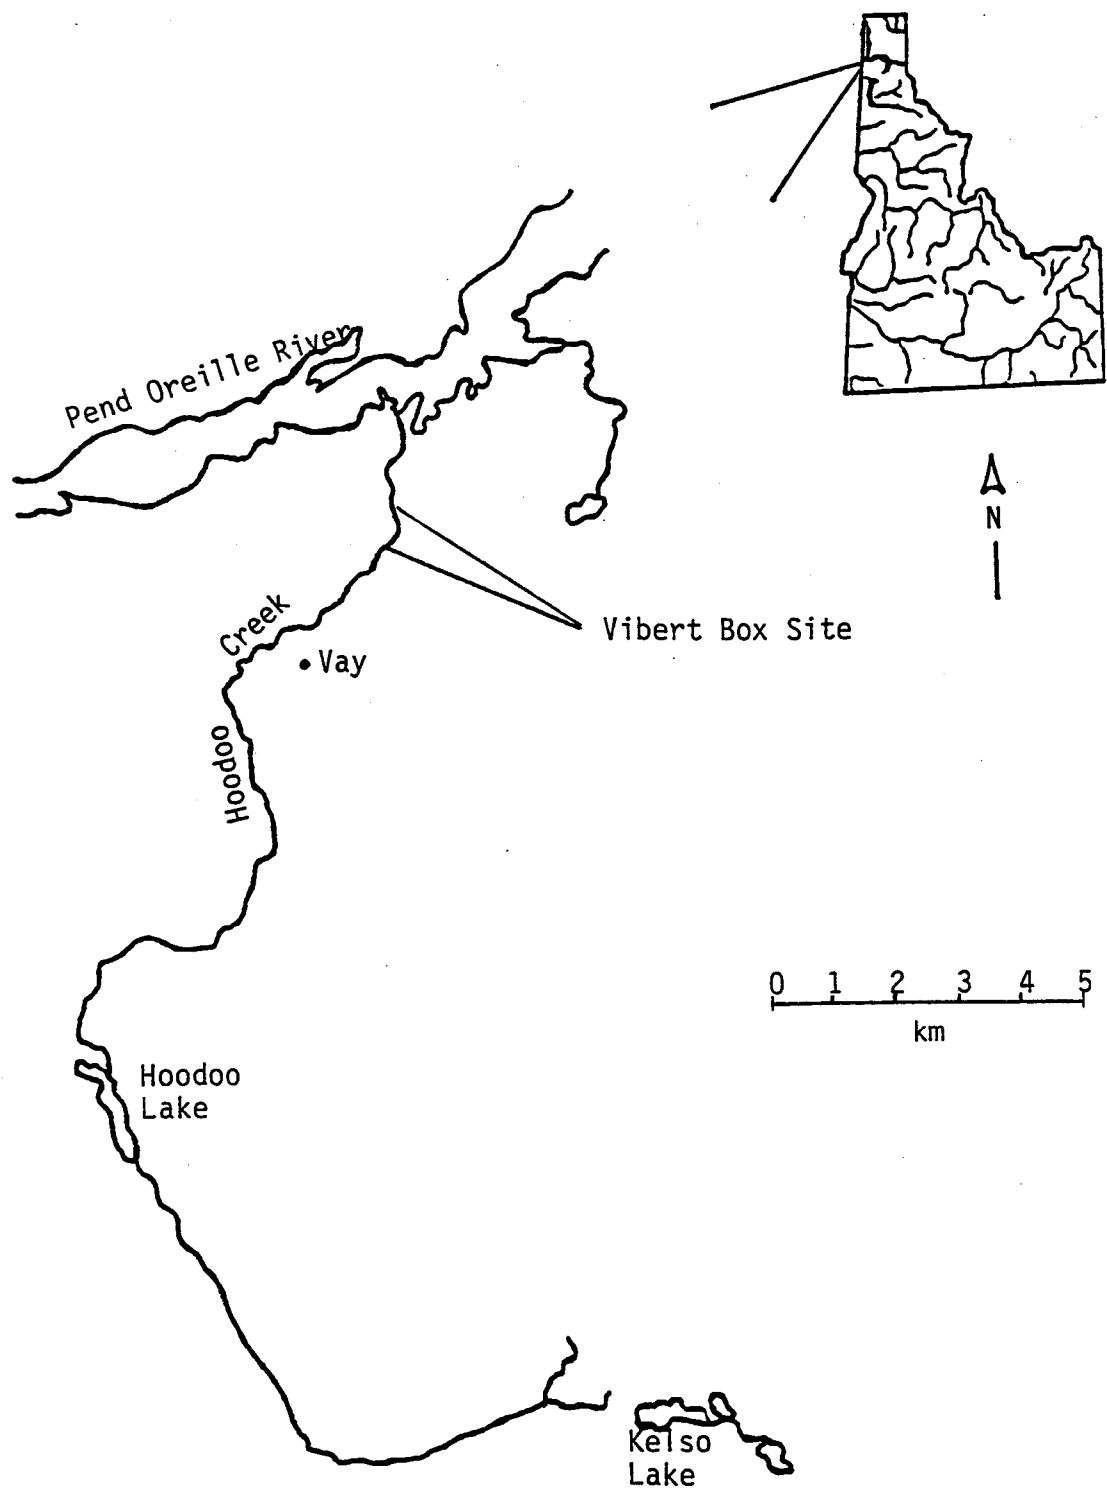 Pend Oreille River
N
Vibert Box Site
Creek
Vay
Hoodoo
0 1 2 3 4 5
km
Hoodoo
Lake
Kelso
Lake